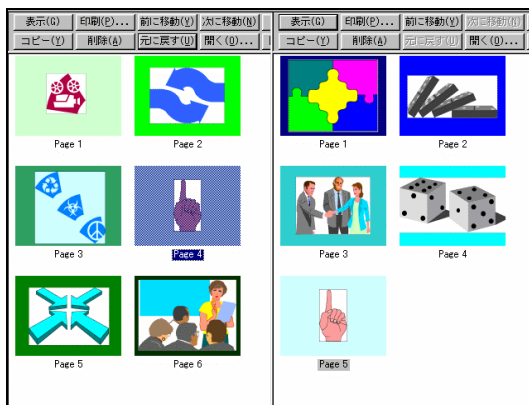 表示(G) 印刷(P)... 前に移動(V) 次に移動(N)
コピー(Y) 削除(A) 元に戻す(U) 開く(O)...
Page 1 Page 2
Page 3 Page 4
Page 5 Page 6
表示(G) 印刷(P)... 前に移動(V) 次に移動(N)
コピー(Y) 削除(A) 元に戻す(U) 開く(O)...
Page 1 Page 2
Page 3 Page 4
Page 5